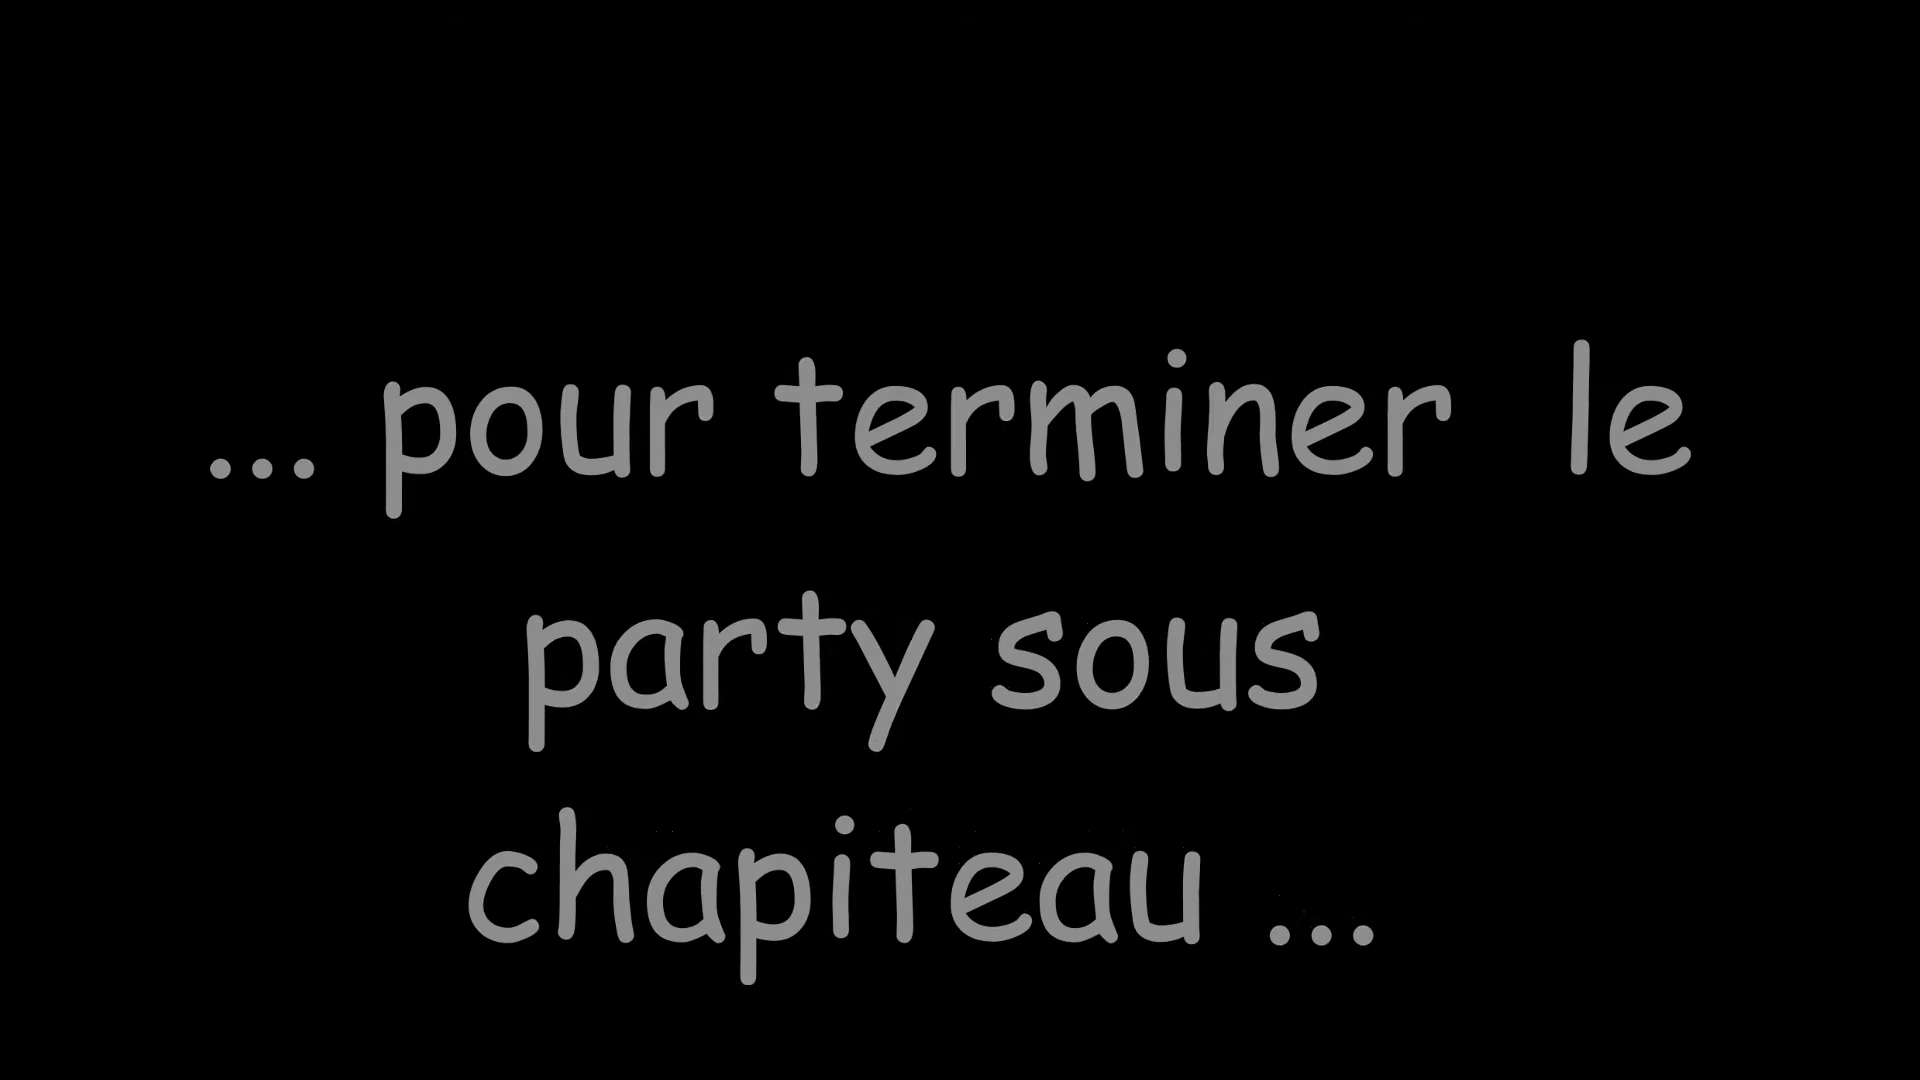 ... pour terminer  le
party sous
chapiteau ...